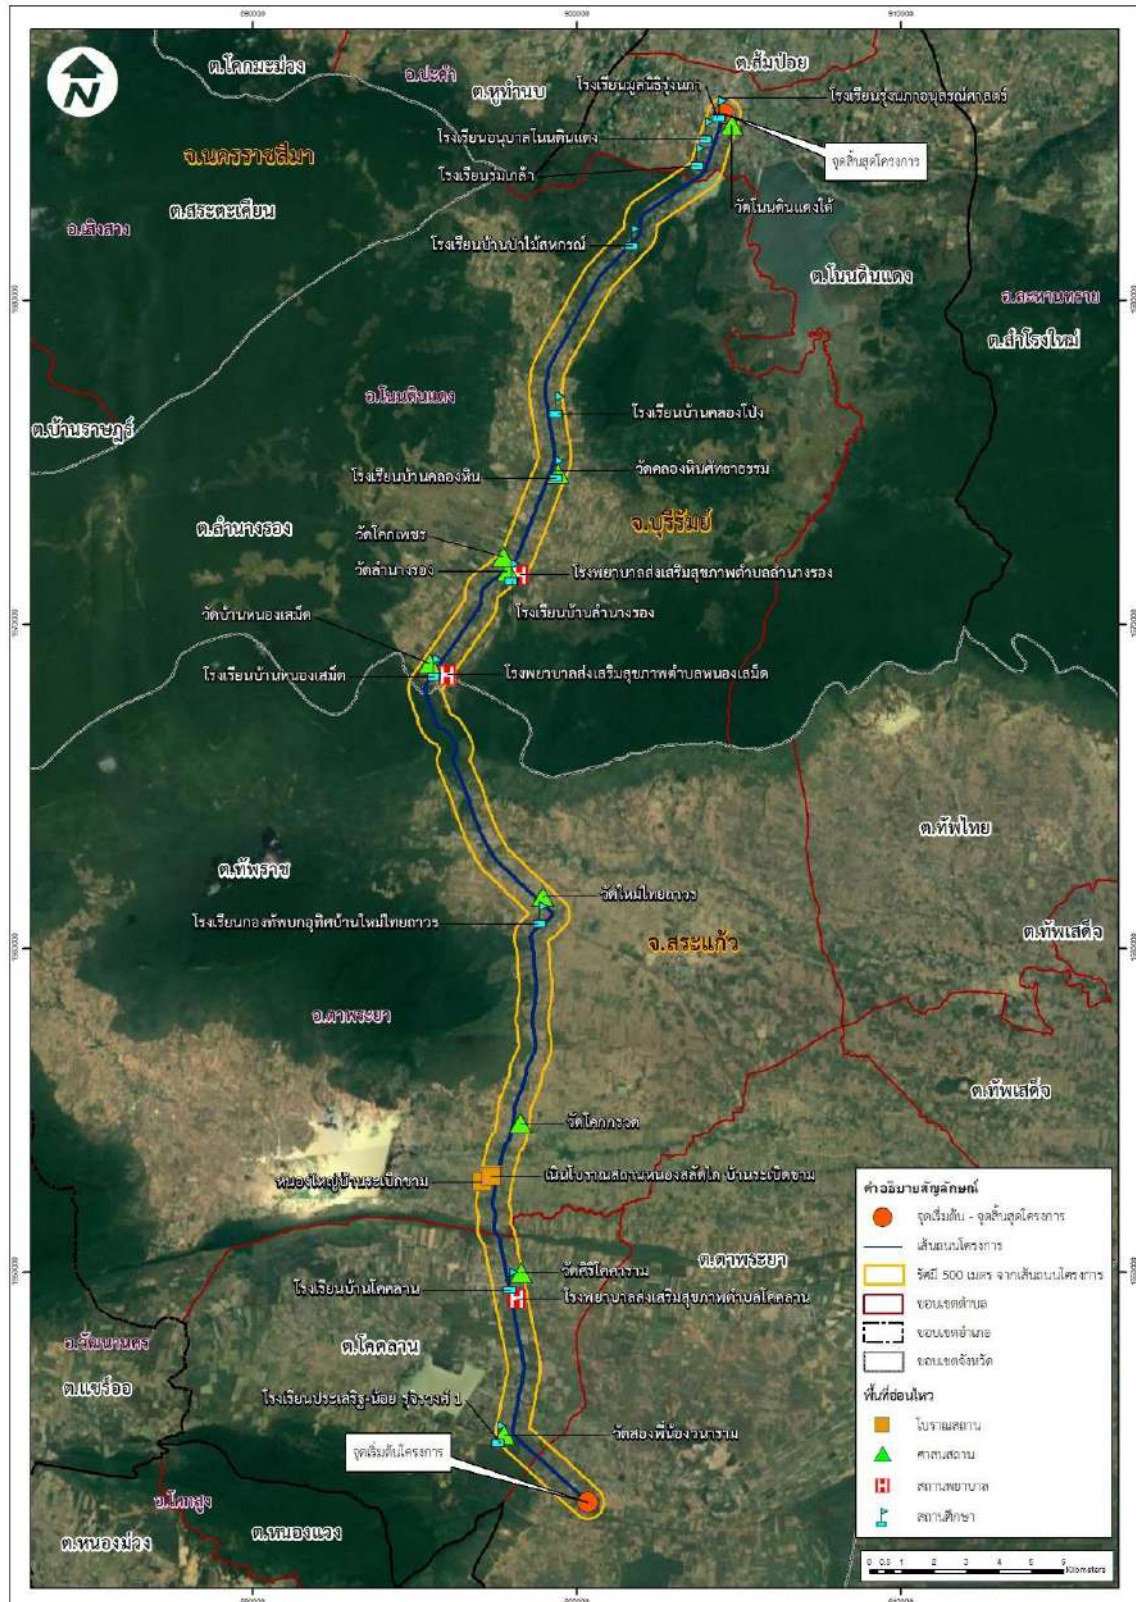 890000
900000
910000
ต.โคกมะม่วง
อ.ปะคำ
ต.หูทำนบ
ต.ส้มป่อย
โรงเรียนมูลนิธิรุ่งนภา
โรงเรียนรุ่งนภาอนุสรณ์ศาสตร์
โรงเรียนอนุบาลโนนดินแดง
จุดสิ้นสุดโครงการ
จ.นครราชสีมา
โรงเรียนร่มเกล้า
ต.สระตะเคียน
วัดโนนดินแดงใต้
อ.เสิงสาง
โรงเรียนบ้านป่าไม้สหกรณ์
ต.โนนดินแดง
อ.ละหานทราย
ต.สำโรงใหม่
อ.โนนดินแดง
โรงเรียนบ้านคลองโป่ง
ต.บ้านราษฎร์
วัดคลองหินศัทธาธรรม
โรงเรียนบ้านคลองหิน
ต.ลำนางรอง
จ.บุรีรัมย์
วัดโคกเพชร
วัดลำนางรอง
โรงพยาบาลส่งเสริมสุขภาพตำบลลำนางรอง
โรงเรียนบ้านลำนางรอง
วัดบ้านหนองเสม็ด
โรงเรียนบ้านหนองเสม็ด
โรงพยาบาลส่งเสริมสุขภาพตำบลหนองเสม็ด
ต.ทัพไทย
ต.ทัพราช
วัดใหม่ไทยถาวร
โรงเรียนกองทัพบกอุทิศบ้านใหม่ไทยถาวร
ต.ทัพเสด็จ
จ.สระแก้ว
อ.ตาพระยา
ต.ทัพเสด็จ
วัดโคกกรวด
หนองใหญ่บ้านระเบิกขาม
เนินโบราณสถานหนองสลัดได บ้านระเบิดขาม
ต.ตาพระยา
วัดศิริโคคาราม
โรงเรียนบ้านโคคลาน
โรงพยาบาลส่งเสริมสุขภาพตำบลโคคลาน
อ.วัฒนานคร
ต.โคคลาน
ต.แซร์ออ
โรงเรียนประเสริฐ-น้อย รุจิรวงศ์ 1
วัดสองพี่น้องวนาราม
จุดเริ่มต้นโครงการ
อ.โคกสูง
ต.หนองแวง
ต.หนองม่วง
คำอธิบายสัญลักษณ์
จุดเริ่มต้น - จุดสิ้นสุดโครงการ
เส้นถนนโครงการ
รัศมี 500 เมตร จากเส้นถนนโครงการ
ขอบเขตตำบล
ขอบเขตอำเภอ
ขอบเขตจังหวัด
พื้นที่อ่อนไหว
โบราณสถาน
ศาสนสถาน
สถานพยาบาล
สถานศึกษา
0 0.5 1 2 3 4 5 6
Kilometers